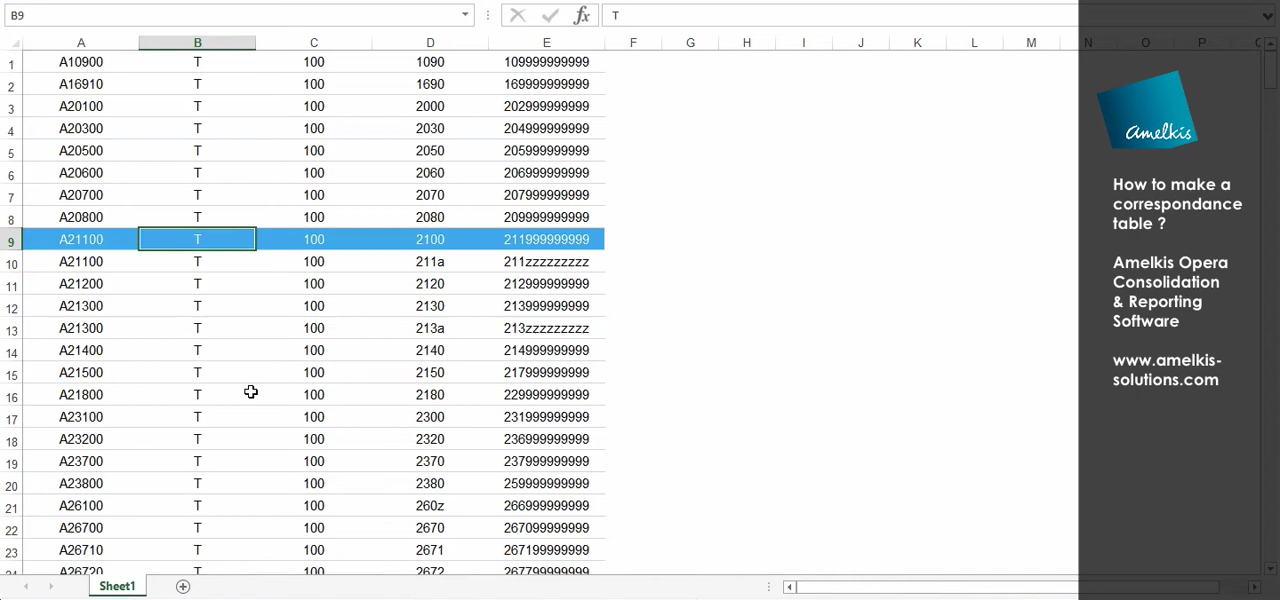 B9 fx T
A B C D E F G H I J K L M N O P
1 A10900 T 100 1090 109999999999
2 A16910 T 100 1690 169999999999
3 A20100 T 100 2000 202999999999
4 A20300 T 100 2030 204999999999
5 A20500 T 100 2050 205999999999
6 A20600 T 100 2060 206999999999
7 A20700 T 100 2070 207999999999
8 A20800 T 100 2080 209999999999
9 A21100 T 100 2100 211999999999
10 A21100 T 100 211a 211zzzzzzzzz
11 A21200 T 100 2120 212999999999
12 A21300 T 100 2130 213999999999
13 A21300 T 100 213a 213zzzzzzzzz
14 A21400 T 100 2140 214999999999
15 A21500 T 100 2150 217999999999
16 A21800 T 100 2180 229999999999
17 A23100 T 100 2300 231999999999
18 A23200 T 100 2320 236999999999
19 A23700 T 100 2370 237999999999
20 A23800 T 100 2380 259999999999
21 A26100 T 100 260z 266999999999
22 A26700 T 100 2670 267099999999
23 A26710 T 100 2671 267199999999
24 A26720 T 100 2672 267799999999
Sheet1
amelkis
How to make a
correspondance
table ?
Amelkis Opera
Consolidation
& Reporting
Software
www.amelkis-
solutions.com